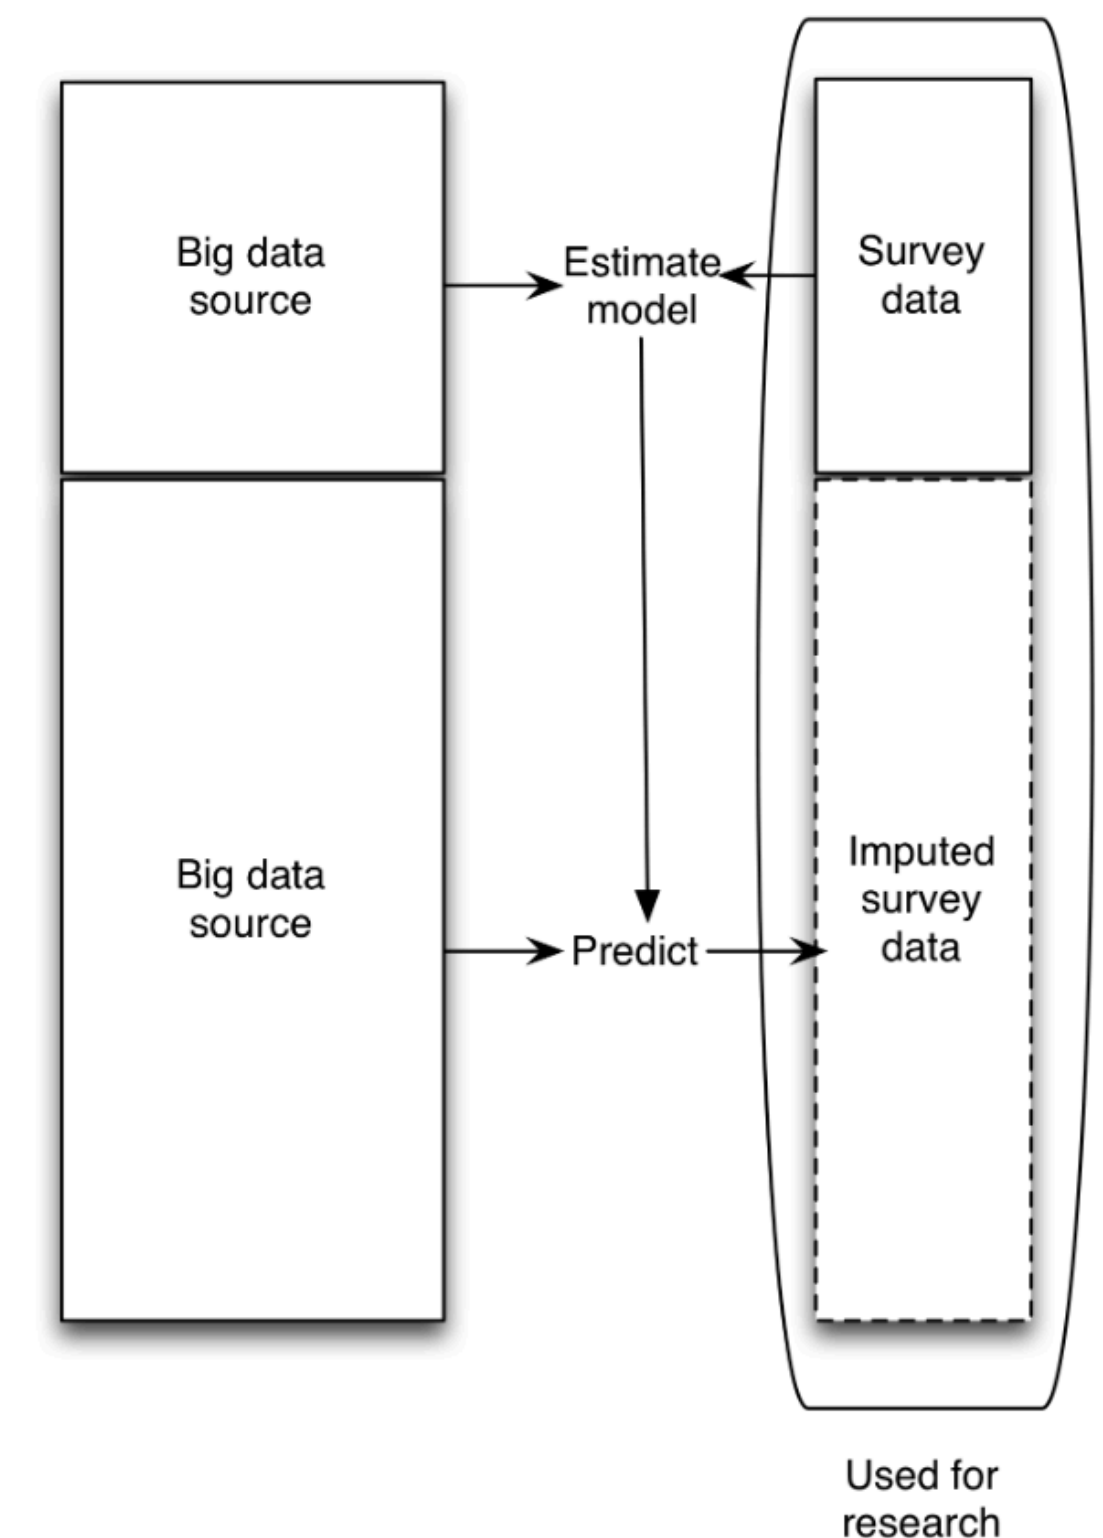 Big data
source
Estimate
model
Survey
data
Big data
source
Predict
Imputed
survey
data
Used for
research